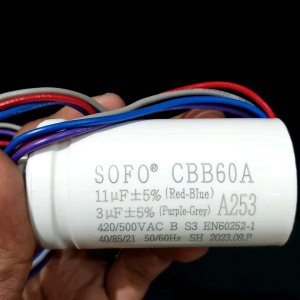 SOFO® CBB60A
11μF±5% (Red-Blue)
3μF±5% (Purple-Grey) A253
420/500VAC B S3 EN60252-1
40/85/21 50/60Hz SH 2023.09.P